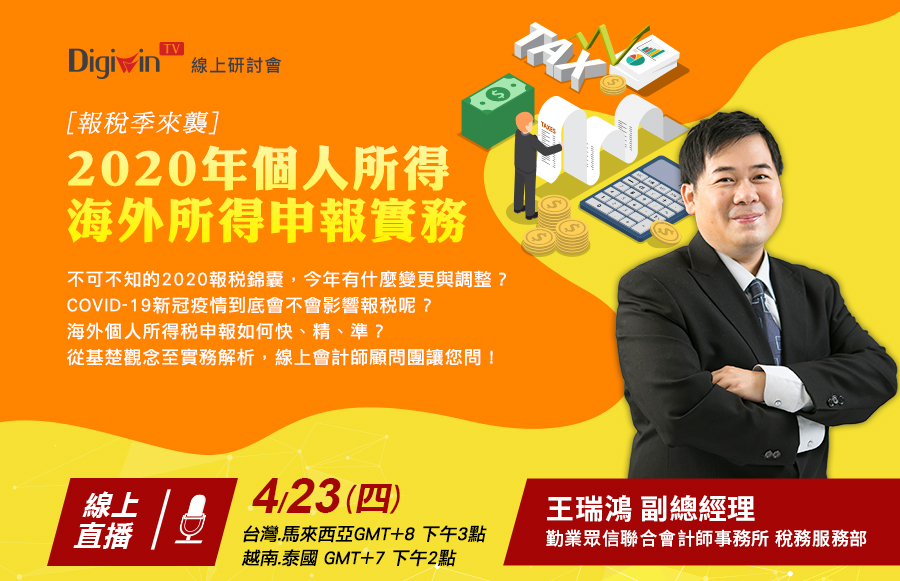 Digiwin TV 線上研討會
［報稅季來襲］
2020年個人所得
海外所得申報實務
不可不知的2020報稅錦囊，今年有什麼變更與調整？
COVID-19新冠疫情到底會不會影響報稅呢？
海外個人所得税申報如何快、精、準？
從基楚觀念至實務解析，線上會計師顧問團讓您問！
TAX
TAXES
線上
直播
4/23(四)
台灣.馬來西亞GMT+8 下午3點
越南.泰國 GMT+7 下午2點
王瑞鴻 副總經理
勤業眾信聯合會計師事務所 稅務服務部